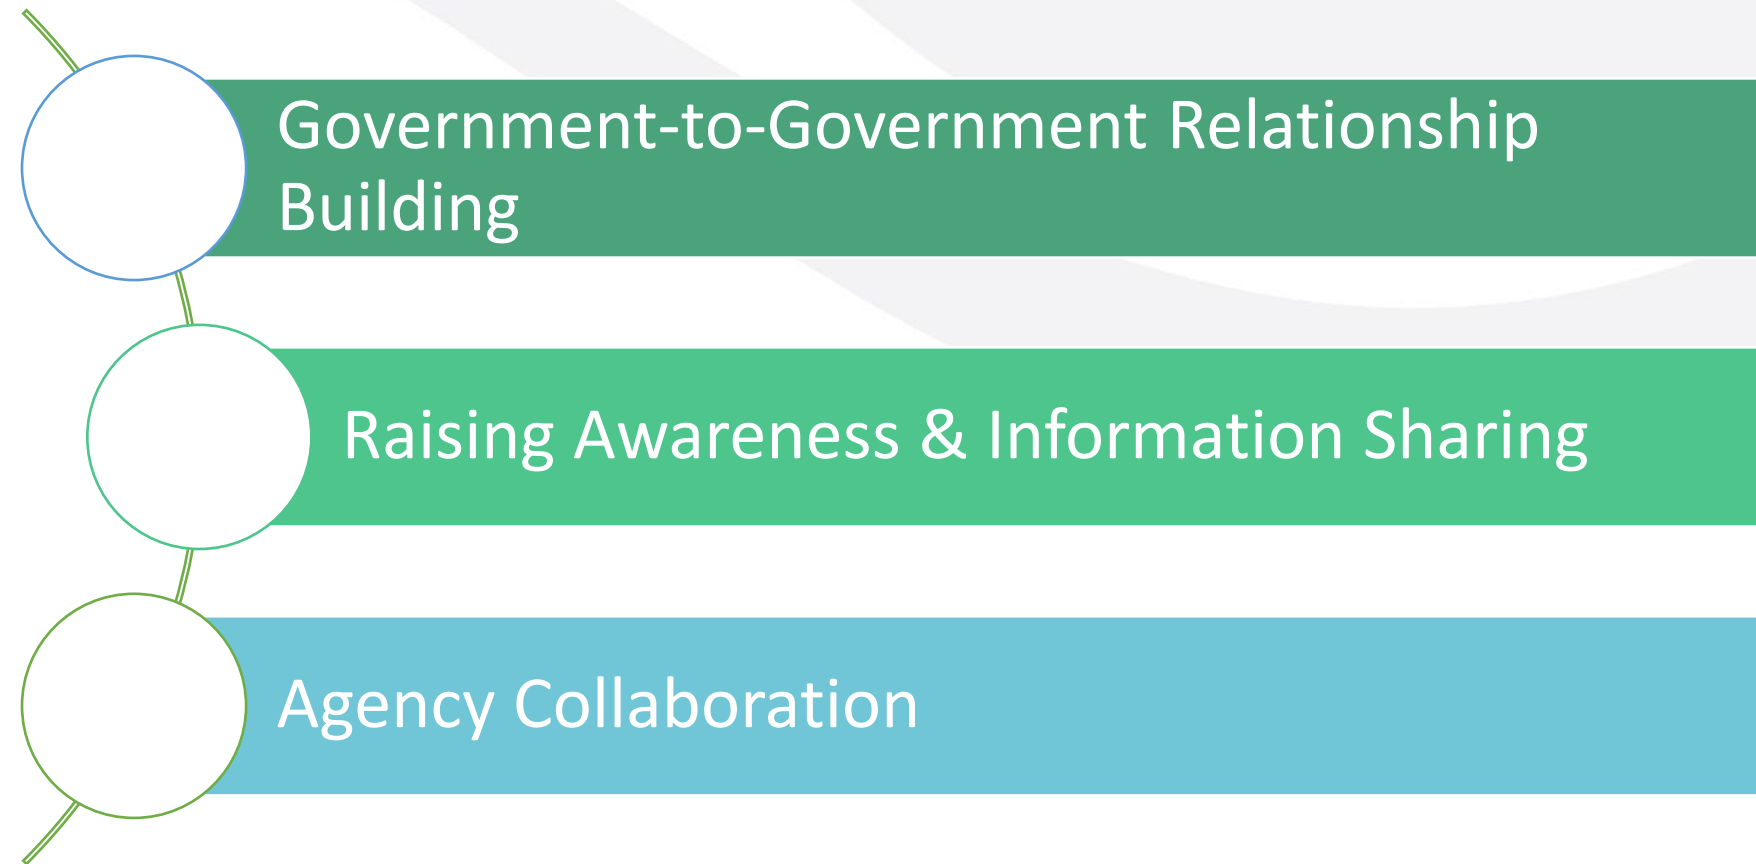 Government-to-Government Relationship
Building
Raising Awareness & Information Sharing
Agency Collaboration